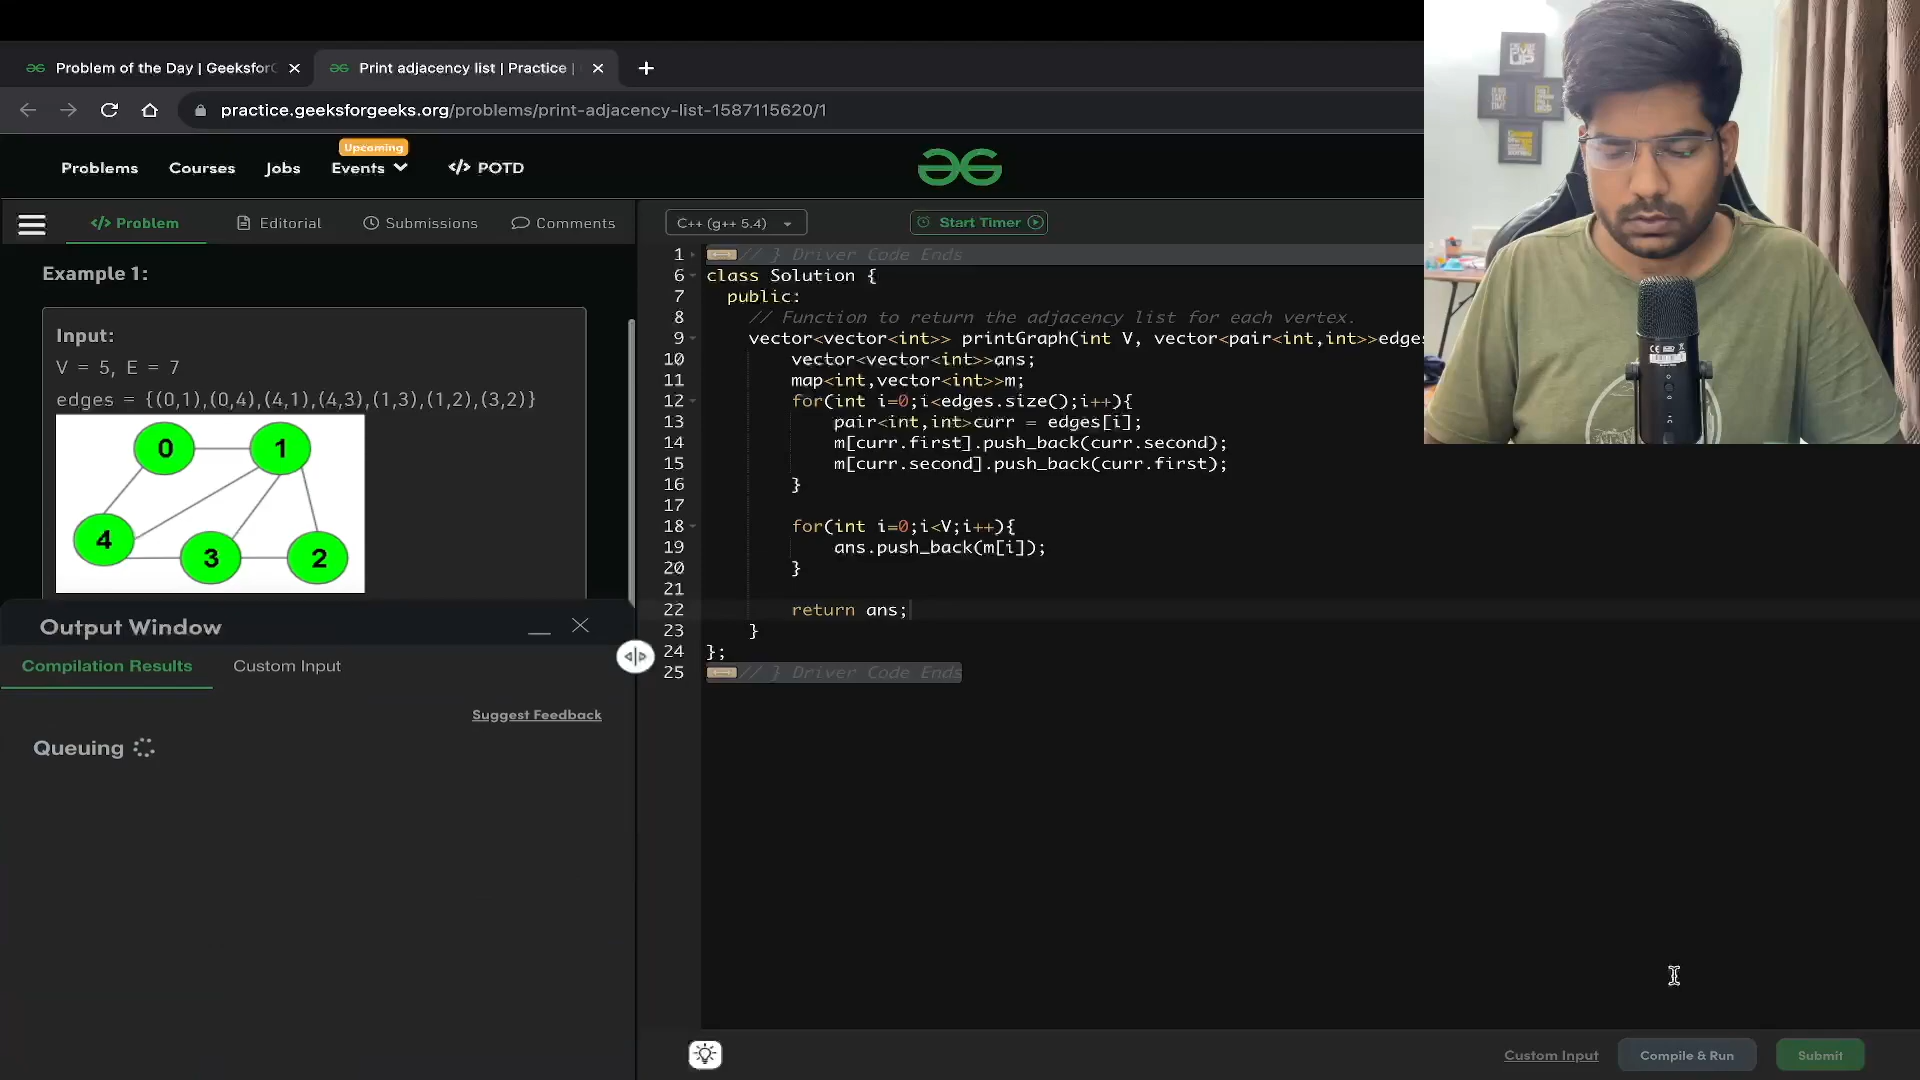 Problem of the Day | Geeksfor
Print adjacency list | Practice |
practice.geeksforgeeks.org/problems/print-adjacency-list-1587115620/1
Problems
Courses
Jobs
Upcoming
Events
</> POTD
</> Problem
Editorial
Submissions
Comments
Example 1:
Input:
V = 5, E = 7
edges = {(0,1),(0,4),(4,1),(4,3),(1,3),(1,2),(3,2)}
0
1
4
3
2
Output Window
Compilation Results
Custom Input
Suggest Feedback
Queuing
C++ (g++ 5.4)
Start Timer
1 // } Driver Code Ends
6 class Solution {
7 public:
8 // Function to return the adjacency list for each vertex.
9 vector<vector<int>> printGraph(int V, vector<pair<int,int>>edges
10 vector<vector<int>>ans;
11 map<int,vector<int>>m;
12 for(int i=0;i<edges.size();i++){
13 pair<int,int>curr = edges[i];
14 m[curr.first].push_back(curr.second);
15 m[curr.second].push_back(curr.first);
16 }
17
18 for(int i=0;i<V;i++){
19 ans.push_back(m[i]);
20 }
21
22 return ans;
23 }
24 };
25 // } Driver Code Ends
Custom Input
Compile & Run
Submit